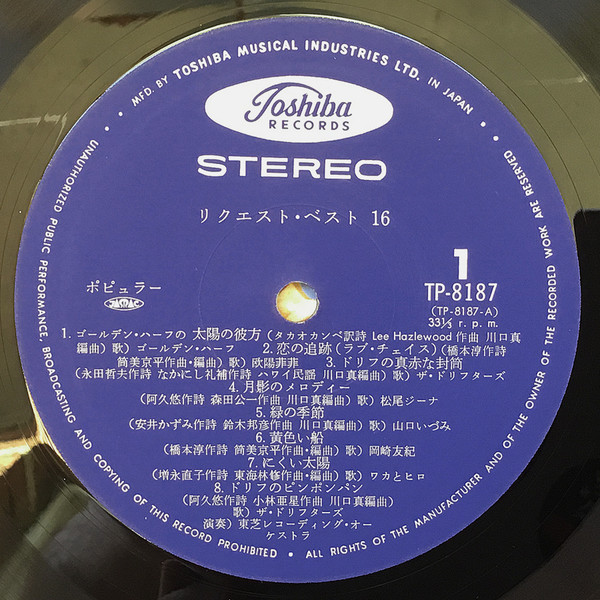 • MFD. BY TOSHIBA MUSICAL INDUSTRIES LTD. IN JAPAN •
Toshiba
RECORDS
STEREO
リクエスト・ベスト 16
ポピュラー
JASRAC
1
TP-8187
(TP-8187-A)
33⅓ r. p. m.
1. ゴールデン・ハーフの 太陽の彼方 (タカオカンベ訳詩 Lee Hazlewood 作曲 川口真
編曲) 歌) ゴールデン・ハーフ 2. 恋の追跡 (ラブ・チェイス) (橋本淳作詩
筒美京平作曲・編曲) 歌) 欧陽菲菲 3. ドリフの真赤な封筒
(永田哲夫作詩 なかにし礼補作詩 ハワイ民謡 川口真編曲) 歌) ザ・ドリフターズ
4. 月影のメロディー
(阿久悠作詩 森田公一作曲 川口真編曲) 歌) 松尾ジーナ
5. 緑の季節
(安井かずみ作詩 鈴木邦彦作曲 川口真編曲) 歌) 山口いづみ
6. 黄色い船
(橋本淳作詩 筒美京平作曲・編曲) 歌) 岡崎友紀
7. にくい太陽
(増永直子作詩 東海林修作曲・編曲) 歌) ワカとヒロ
8. ドリフのピンポンパン
(阿久悠作詩 小林亜星作曲 川口真編曲)
歌) ザ・ドリフターズ
演奏) 東芝レコーディング・オー
ケストラ
• UNAUTHORIZED PUBLIC PERFORMANCE, BROADCASTING AND COPYING OF THIS RECORD PROHIBITED • ALL RIGHTS OF THE MANUFACTURER AND OF THE OWNER OF THE RECORDED WORK ARE RESERVED •